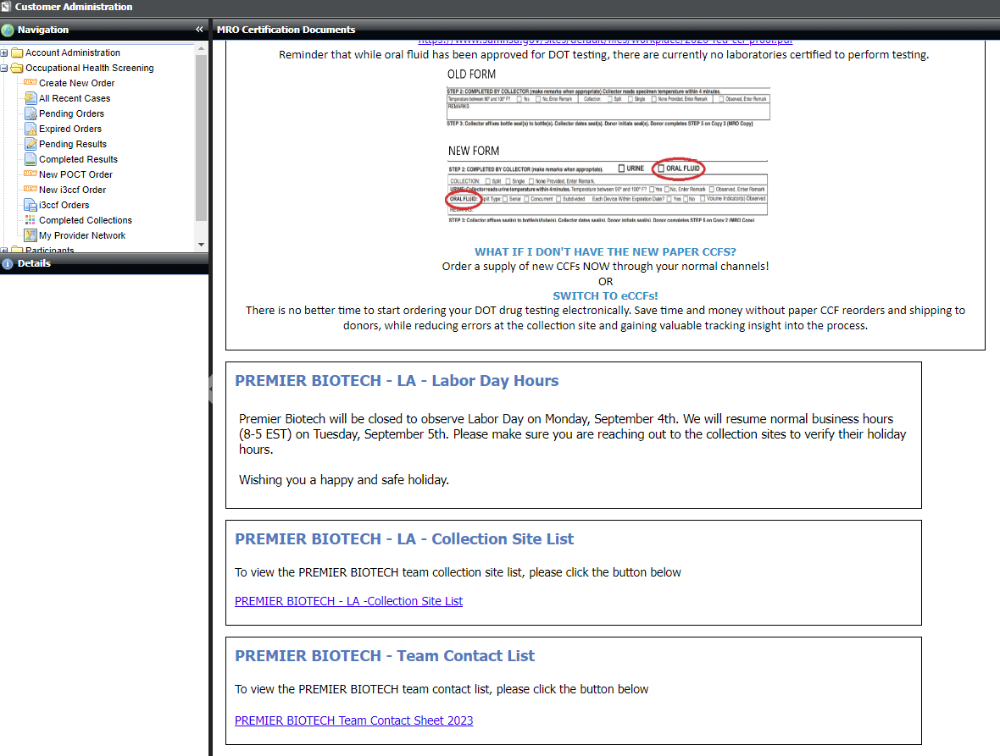 Customer Administration
Navigation
«
Account Administration
Occupational Health Screening
NEW Create New Order
All Recent Cases
Pending Orders
Expired Orders
Pending Results
Completed Results
NEW New POCT Order
NEW New i3ccf Order
i3ccf Orders
Completed Collections
My Provider Network
Participants
Details
MRO Certification Documents
https://www.samhsa.gov/sites/default/files/workplace/2020-fed-ccf-proof.pdf
Reminder that while oral fluid has been approved for DOT testing, there are currently no laboratories certified to perform testing.
OLD FORM
STEP 2: COMPLETED BY COLLECTOR (make remarks when appropriate) Collector reads specimen temperature within 4 minutes.
Temperature between 90° and 100° F? Yes No, Enter Remark Collection: Split Single None Provided, Enter Remark Observed, Enter Remark
REMARKS
STEP 3: Collector affixes bottle seal(s) to bottle(s). Collector dates seal(s). Donor initials seal(s). Donor completes STEP 5 on Copy 2 (MRO Copy)
NEW FORM
STEP 2: COMPLETED BY COLLECTOR (make remarks when appropriate). URINE ORAL FLUID
COLLECTION: Split Single None Provided, Enter Remark.
URINE: Collector reads urine temperature within 4 minutes. Temperature between 90° and 100° F? Yes No, Enter Remark Observed, Enter Remark
ORAL FLUID: Split Type: Serial Concurrent Subdivided Each Device Within Expiration Date? Yes No Volume Indicator(s) Observed
REMARKS:
STEP 3: Collector affixes seal(s) to bottle(s)/tube(s). Collector dates seal(s). Donor initials seal(s). Donor completes STEP 5 on Copy 2 (MRO Copy)
WHAT IF I DON'T HAVE THE NEW PAPER CCFS?
Order a supply of new CCFs NOW through your normal channels!
OR
SWITCH TO eCCFs!
There is no better time to start ordering your DOT drug testing electronically. Save time and money without paper CCF reorders and shipping to
donors, while reducing errors at the collection site and gaining valuable tracking insight into the process.
PREMIER BIOTECH - LA - Labor Day Hours
Premier Biotech will be closed to observe Labor Day on Monday, September 4th. We will resume normal business hours
(8-5 EST) on Tuesday, September 5th. Please make sure you are reaching out to the collection sites to verify their holiday
hours.
Wishing you a happy and safe holiday.
PREMIER BIOTECH - LA - Collection Site List
To view the PREMIER BIOTECH team collection site list, please click the button below
PREMIER BIOTECH - LA -Collection Site List
PREMIER BIOTECH - Team Contact List
To view the PREMIER BIOTECH team contact list, please click the button below
PREMIER BIOTECH Team Contact Sheet 2023